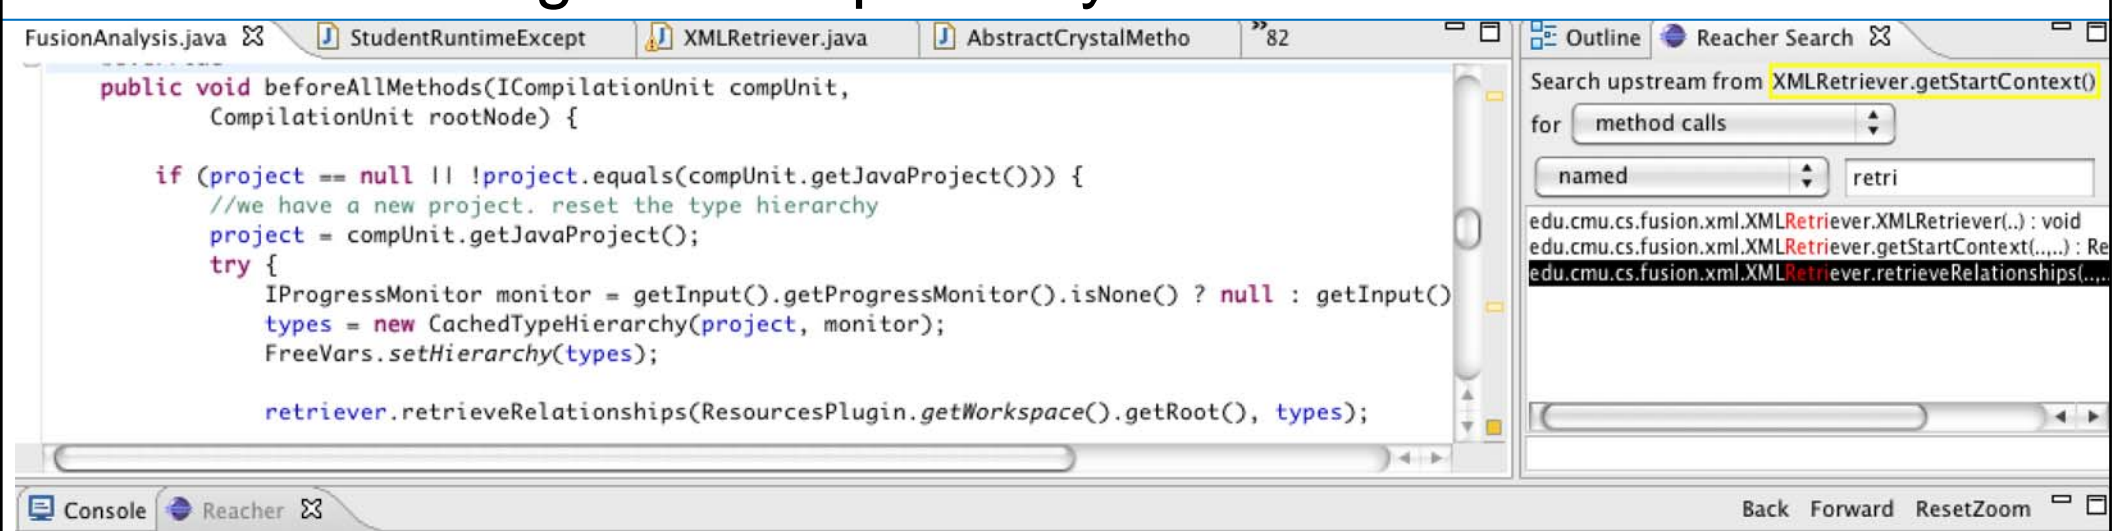 FusionAnalysis.java
StudentRuntimeExcept
XMLRetriever.java
AbstractCrystalMetho
»82
public void beforeAllMethods(ICompilationUnit compUnit,
CompilationUnit rootNode) {
if (project == null || !project.equals(compUnit.getJavaProject())) {
//we have a new project. reset the type hierarchy
project = compUnit.getJavaProject();
try {
IProgressMonitor monitor = getInput().getProgressMonitor().isNone() ? null : getInput()
types = new CachedTypeHierarchy(project, monitor);
FreeVars.setHierarchy(types);
retriever.retrieveRelationships(ResourcesPlugin.getWorkspace().getRoot(), types);
Outline
Reacher Search
Search upstream from XMLRetriever.getStartContext()
for method calls
named retri
edu.cmu.cs.fusion.xml.XMLRetriever.XMLRetriever(..) : void
edu.cmu.cs.fusion.xml.XMLRetriever.getStartContext(..,..) : Re
edu.cmu.cs.fusion.xml.XMLRetriever.retrieveRelationships(..,..
Console
Reacher
Back Forward ResetZoom